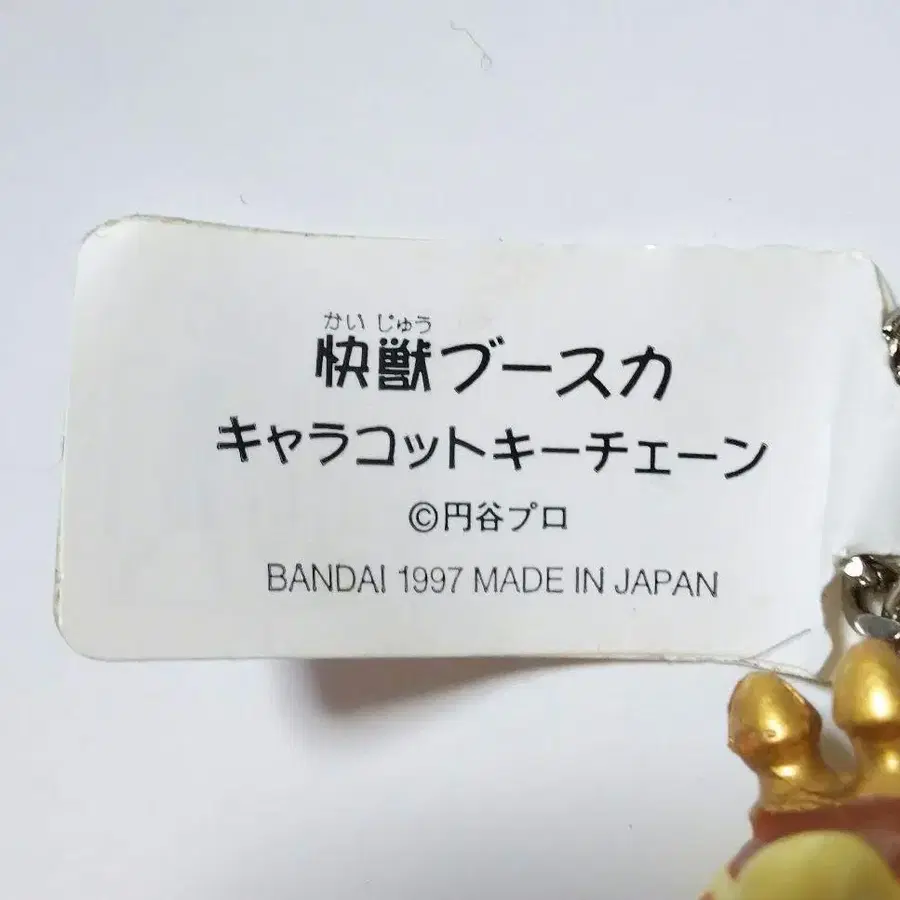 かい じゅう
快獣ブースカ
キャラコットキーチェーン
©円谷プロ
BANDAI 1997 MADE IN JAPAN